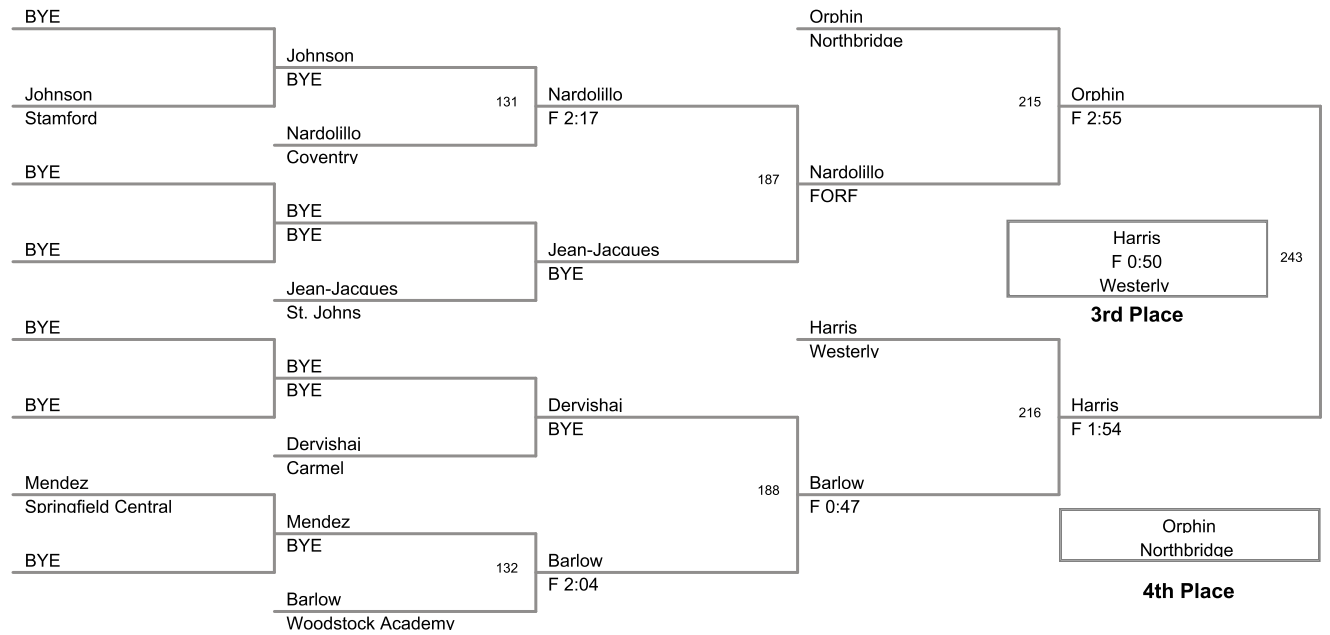 BYE
Johnson
Stamford
BYE
BYE
BYE
BYE
Mendez
Springfield Central
BYE
Johnson
BYE
131
Nardolillo
Coventry
BYE
BYE
Jean-Jacques
St. Johns
BYE
BYE
Dervishaj
Carmel
Mendez
BYE
132
Barlow
Woodstock Academy
Nardolillo
F 2:17
187
Jean-Jacques
BYE
Dervishaj
BYE
188
Barlow
F 2:04
Orphin
Northbridge
215
Nardolillo
FORF
Harris
Westerly
216
Barlow
F 0:47
Orphin
F 2:55
243
Harris
F 1:54
Harris
F 0:50
Westerly
3rd Place
Orphin
Northbridge
4th Place